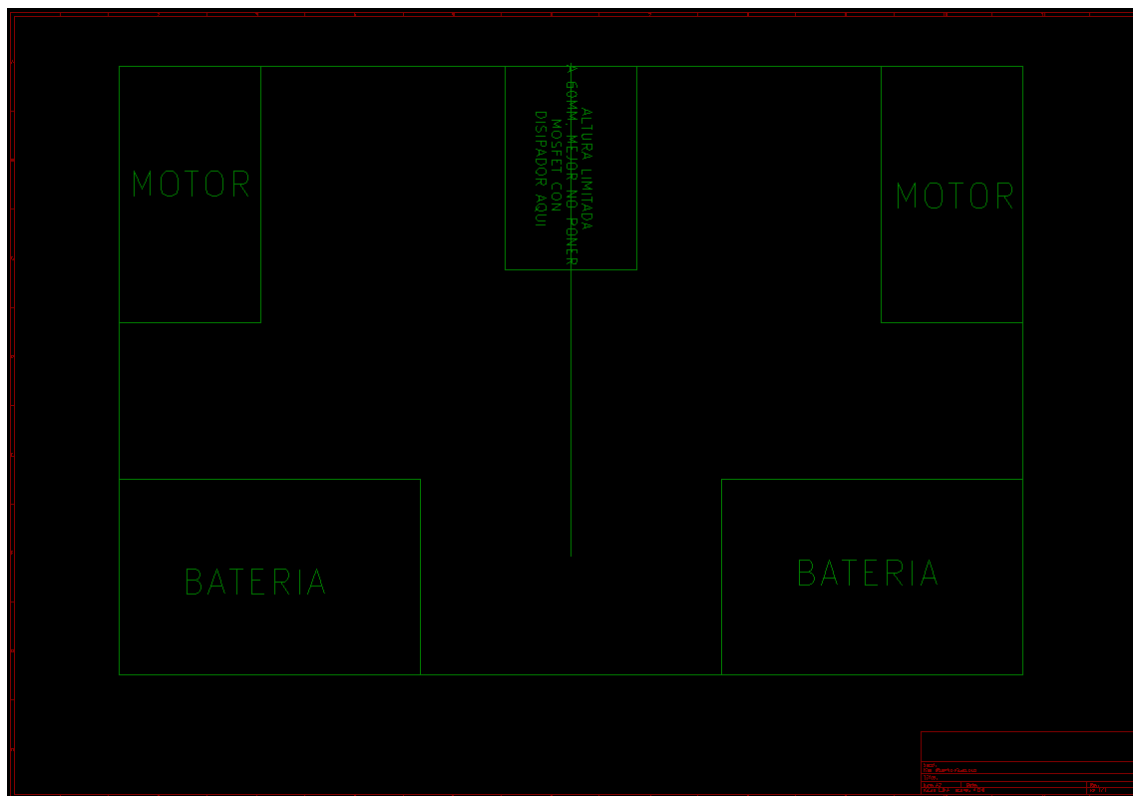 MOTOR
ALTURA LIMITADA
A 60MM, MEJOR NO PONER
MOSFET CON
DISIPADOR AQUI
MOTOR
BATERIA
BATERIA